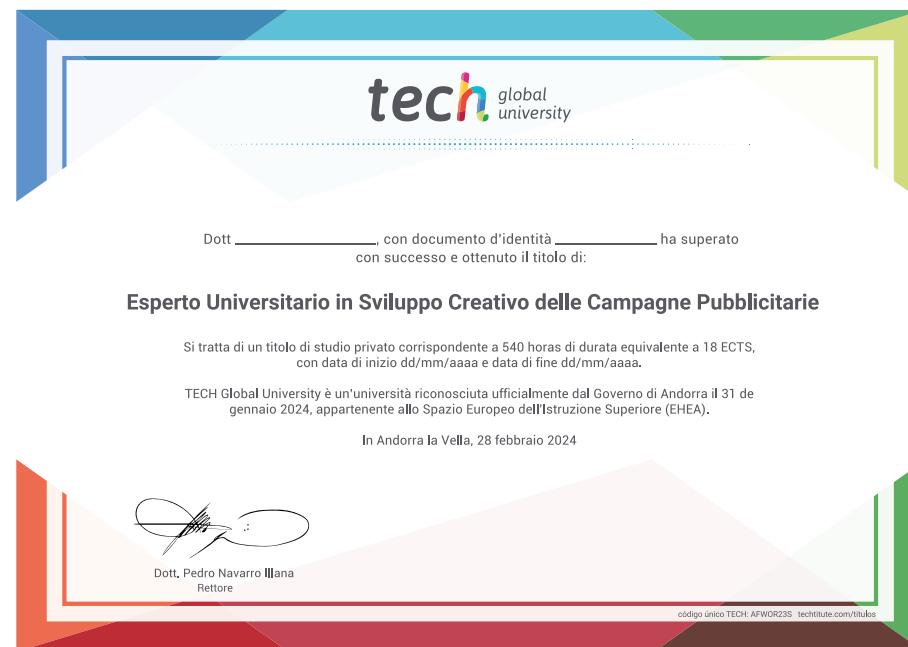 tech global university
Dott ____________, con documento d'identità ____________ ha superato
con successo e ottenuto il titolo di:
Esperto Universitario in Sviluppo Creativo delle Campagne Pubblicitarie
Si tratta di un titolo di studio privato corrispondente a 540 horas di durata equivalente a 18 ECTS,
con data di inizio dd/mm/aaaa e data di fine dd/mm/aaaa.
TECH Global University è un'università riconosciuta ufficialmente dal Governo di Andorra il 31 de
gennaio 2024, appartenente allo Spazio Europeo dell'Istruzione Superiore (EHEA).
In Andorra la Vella, 28 febbraio 2024
Dott. Pedro Navarro Illana
Rettore
código único TECH: AFWOR23S techtitute.com/titulos